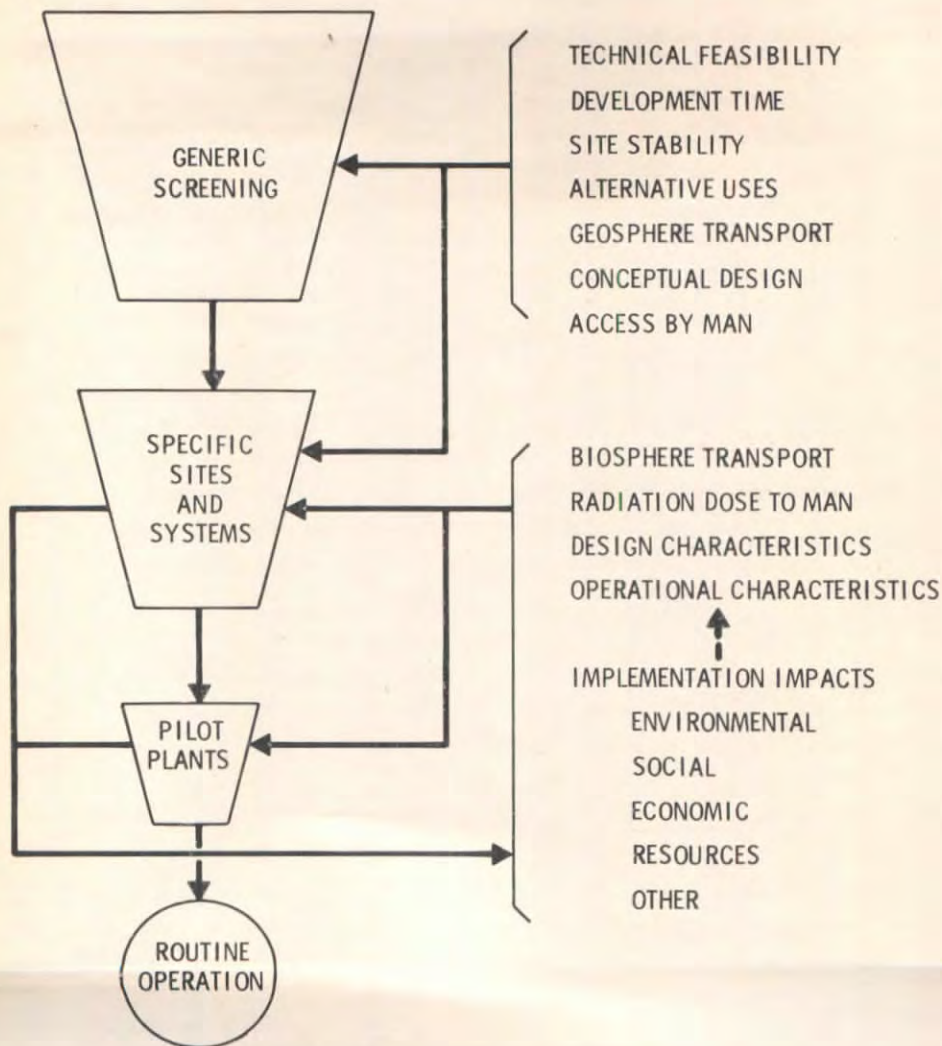 GENERIC
SCREENING
TECHNICAL FEASIBILITY
DEVELOPMENT TIME
SITE STABILITY
ALTERNATIVE USES
GEOSPHERE TRANSPORT
CONCEPTUAL DESIGN
ACCESS BY MAN
SPECIFIC
SITES
AND
SYSTEMS
BIOSPHERE TRANSPORT
RADIATION DOSE TO MAN
DESIGN CHARACTERISTICS
OPERATIONAL CHARACTERISTICS
IMPLEMENTATION IMPACTS
ENVIRONMENTAL
SOCIAL
ECONOMIC
RESOURCES
OTHER
PILOT
PLANTS
ROUTINE
OPERATION